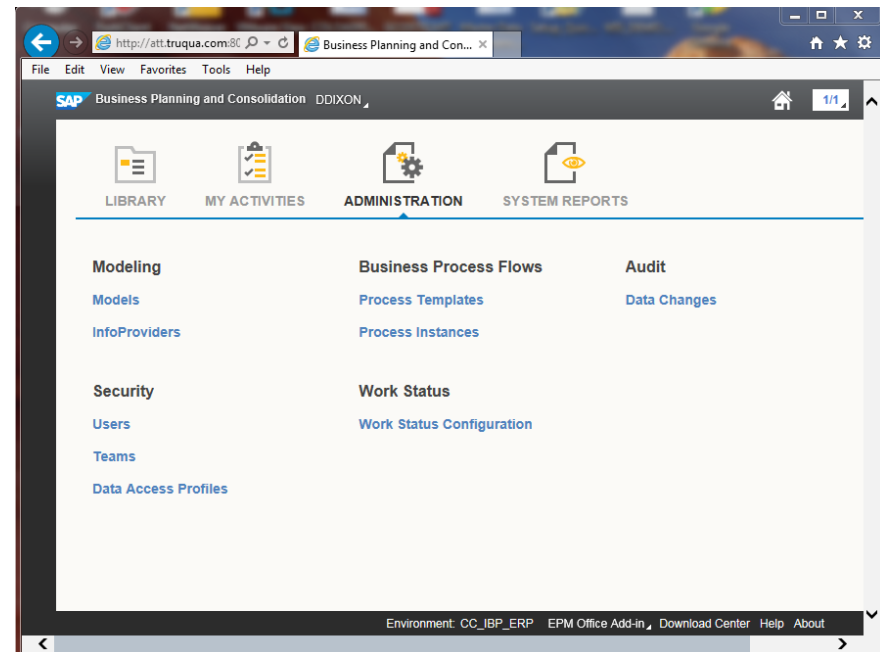 http://att.truqua.com:80
Business Planning and Con...
File Edit View Favorites Tools Help
SAP Business Planning and Consolidation DDIXON
1/1
LIBRARY MY ACTIVITIES ADMINISTRATION SYSTEM REPORTS
Modeling Business Process Flows Audit
Models Process Templates Data Changes
InfoProviders Process Instances
Security Work Status
Users Work Status Configuration
Teams
Data Access Profiles
Environment: CC_IBP_ERP EPM Office Add-in Download Center Help About